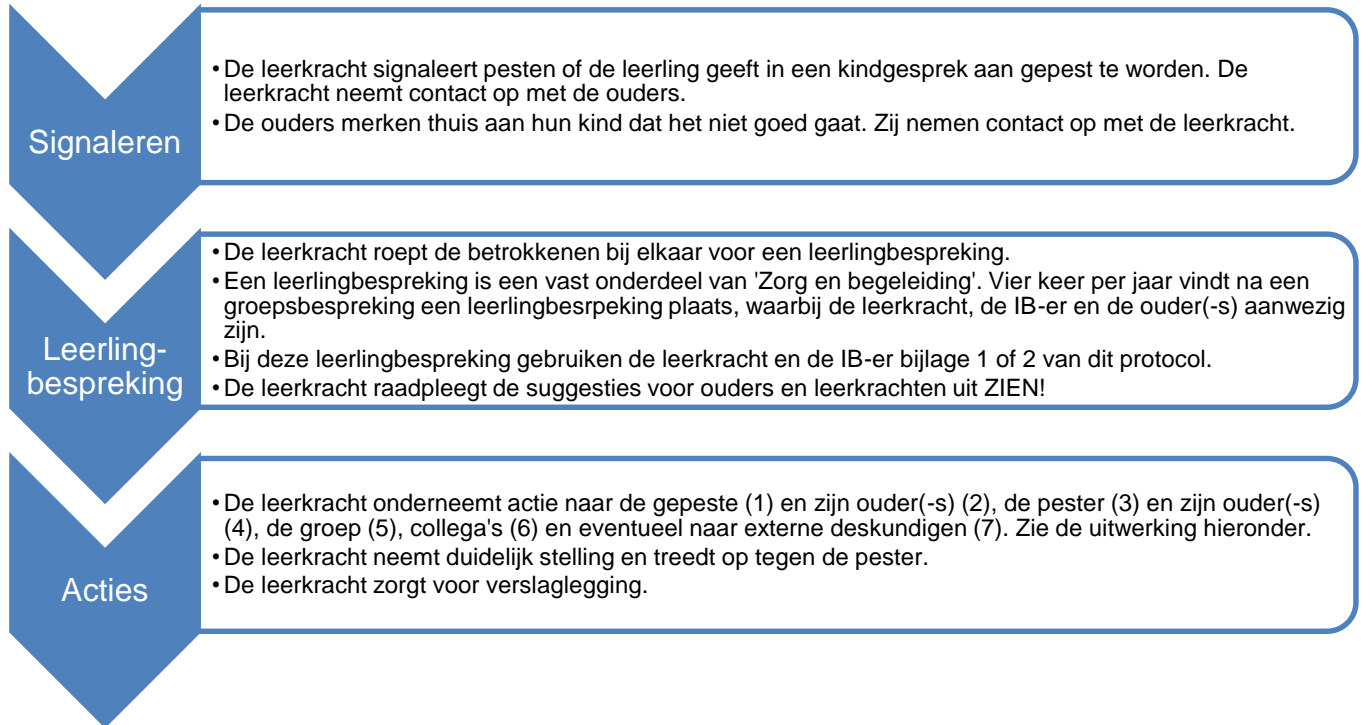 Signaleren
• De leerkracht signaleert pesten of de leerling geeft in een kindgesprek aan gepest te worden. De
leerkracht neemt contact op met de ouders.
• De ouders merken thuis aan hun kind dat het niet goed gaat. Zij nemen contact op met de leerkracht.
Leerling-
bespreking
• De leerkracht roept de betrokkenen bij elkaar voor een leerlingbespreking.
• Een leerlingbespreking is een vast onderdeel van 'Zorg en begeleiding'. Vier keer per jaar vindt na een
groepsbespreking een leerlingbesrpeking plaats, waarbij de leerkracht, de IB-er en de ouder(-s) aanwezig
zijn.
• Bij deze leerlingbespreking gebruiken de leerkracht en de IB-er bijlage 1 of 2 van dit protocol.
• De leerkracht raadpleegt de suggesties voor ouders en leerkrachten uit ZIEN!
Acties
• De leerkracht onderneemt actie naar de gepeste (1) en zijn ouder(-s) (2), de pester (3) en zijn ouder(-s)
(4), de groep (5), collega's (6) en eventueel naar externe deskundigen (7). Zie de uitwerking hieronder.
• De leerkracht neemt duidelijk stelling en treedt op tegen de pester.
• De leerkracht zorgt voor verslaglegging.